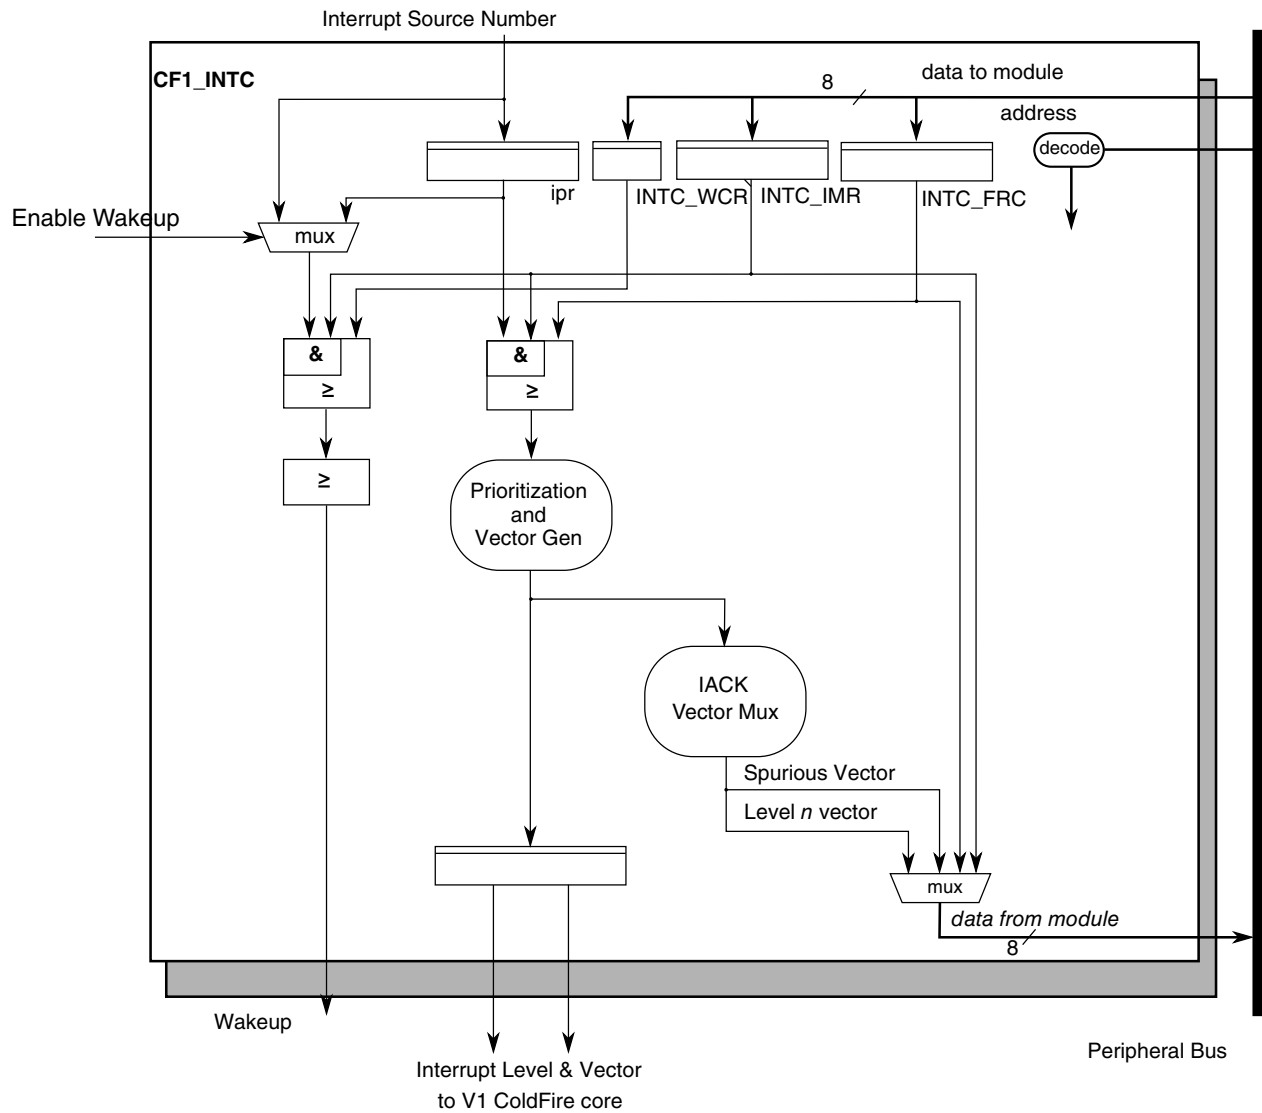 Interrupt Source Number
CF1_INTC
data to module
8
address
decode
ipr
INTC_WCR
INTC_IMR
INTC_FRC
Enable Wakeup
mux
&
≥
&
≥
≥
Prioritization
and
Vector Gen
IACK
Vector Mux
Spurious Vector
Level n vector
mux
data from module
8
Wakeup
Interrupt Level & Vector
to V1 ColdFire core
Peripheral Bus